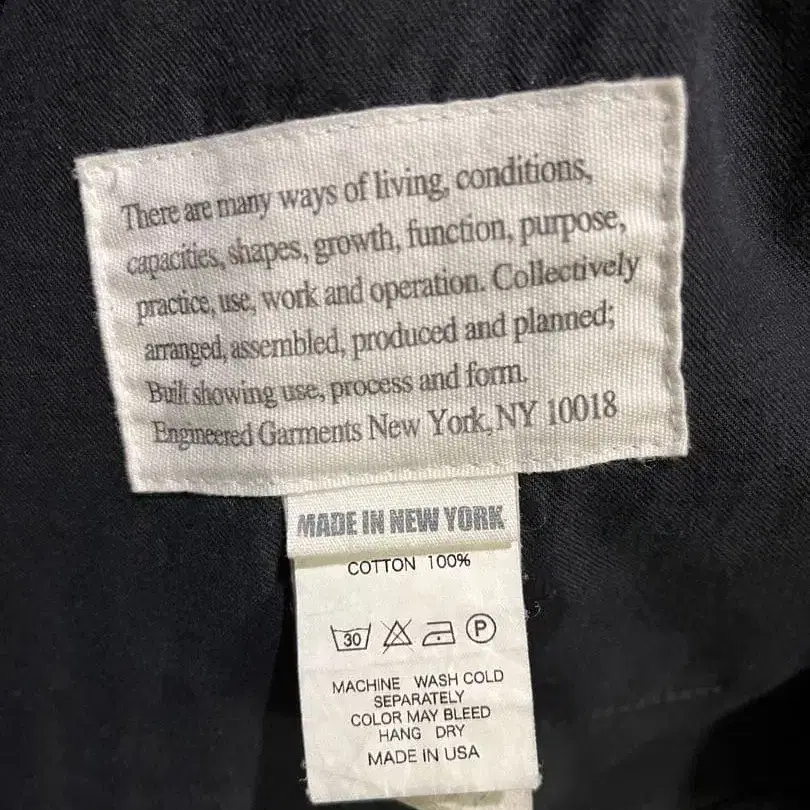 There are many ways of living, conditions,
capacities, shapes, growth, function, purpose,
practice, use, work and operation. Collectively
arranged, assembled, produced and planned;
Built showing use, process and form.
Engineered Garments New York, NY 10018
MADE IN NEW YORK
COTTON 100%
30 P
MACHINE WASH COLD
SEPARATELY
COLOR MAY BLEED
HANG DRY
MADE IN USA